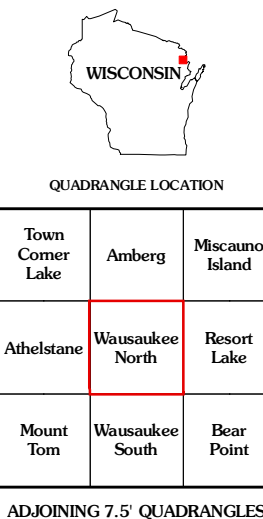 WISCONSIN
QUADRANGLE LOCATION
Town
Corner
Lake
Amberg
Miscauno
Island
Athelstane
Wausaukee
North
Resort
Lake
Mount
Tom
Wausaukee
South
Bear
Point
ADJOINING 7.5' QUADRANGLES